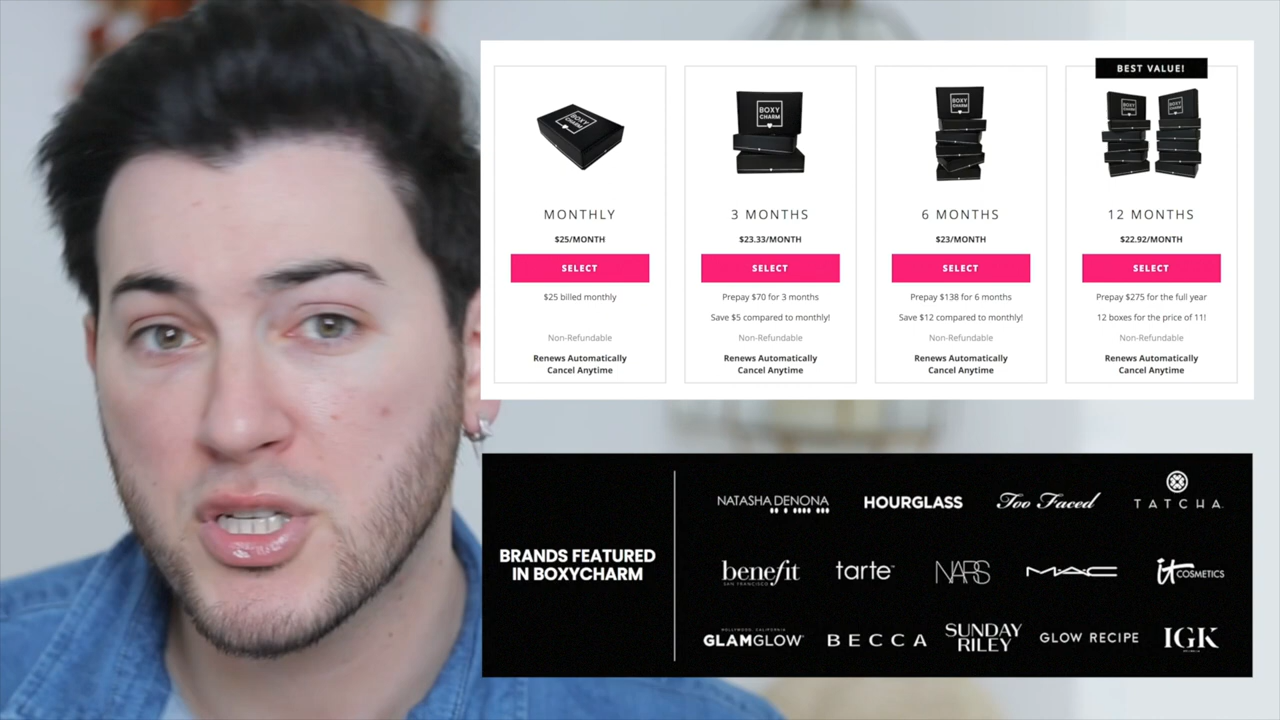 BEST VALUE!
BOXY
CHARM
BOXY
CHARM
BOXY
CHARM
BOXY
CHARM
BOXY
CHARM
MONTHLY
$25/MONTH
SELECT
$25 billed monthly
Non-Refundable
Renews Automatically
Cancel Anytime
3 MONTHS
$23.33/MONTH
SELECT
Prepay $70 for 3 months
Save $5 compared to monthly!
Non-Refundable
Renews Automatically
Cancel Anytime
6 MONTHS
$23/MONTH
SELECT
Prepay $138 for 6 months
Save $12 compared to monthly!
Non-Refundable
Renews Automatically
Cancel Anytime
12 MONTHS
$22.92/MONTH
SELECT
Prepay $275 for the full year
12 boxes for the price of 11!
Non-Refundable
Renews Automatically
Cancel Anytime
BRANDS FEATURED
IN BOXYCHARM
NATASHA DENONA
HOURGLASS
Too Faced
TATCHA
benefit
SAN FRANCISCO
tarte
NARS
MAC
it COSMETICS
HOLLYWOOD, CALIFORNIA
GLAMGLOW
BECCA
SUNDAY
RILEY
GLOW RECIPE
IGK